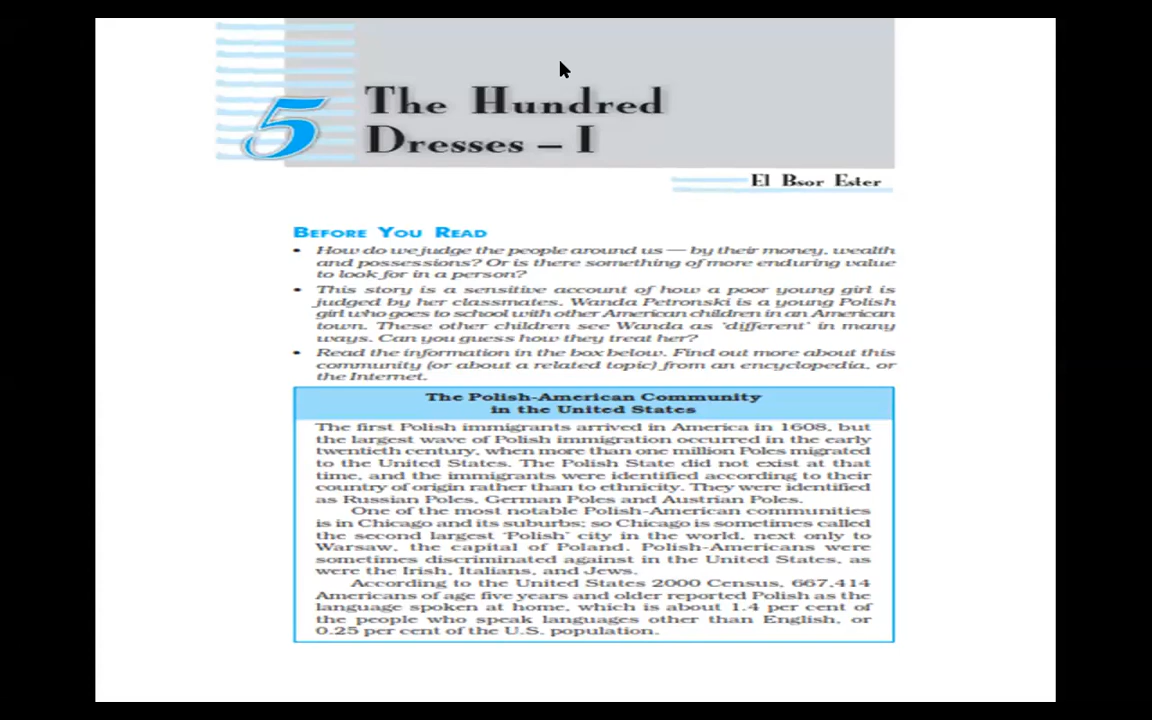 5
The Hundred
Dresses – I
El Bsor Ester
BEFORE YOU READ
• How do we judge the people around us — by their money, wealth
and possessions? Or is there something of more enduring value
to look for in a person?
• This story is a sensitive account of how a poor young girl is
judged by her classmates. Wanda Petronski is a young Polish
girl who goes to school with other American children in an American
town. These other children see Wanda as ‘different’ in many
ways. Can you guess how they treat her?
• Read the information in the box below. Find out more about this
community (or about a related topic) from an encyclopedia, or
the Internet.
The Polish-American Community
in the United States
The first Polish immigrants arrived in America in 1608, but
the largest wave of Polish immigration occurred in the early
twentieth century, when more than one million Poles migrated
to the United States. The Polish State did not exist at that
time, and the immigrants were identified according to their
country of origin rather than to ethnicity. They were identified
as Russian Poles, German Poles and Austrian Poles.
One of the most notable Polish-American communities
is in Chicago and its suburbs; so Chicago is sometimes called
the second largest ‘Polish’ city in the world, next only to
Warsaw, the capital of Poland. Polish-Americans were
sometimes discriminated against in the United States, as
were the Irish, Italians, and Jews.
According to the United States 2000 Census, 667,414
Americans of age five years and older reported Polish as the
language spoken at home, which is about 1.4 per cent of
the people who speak languages other than English, or
0.25 per cent of the U.S. population.